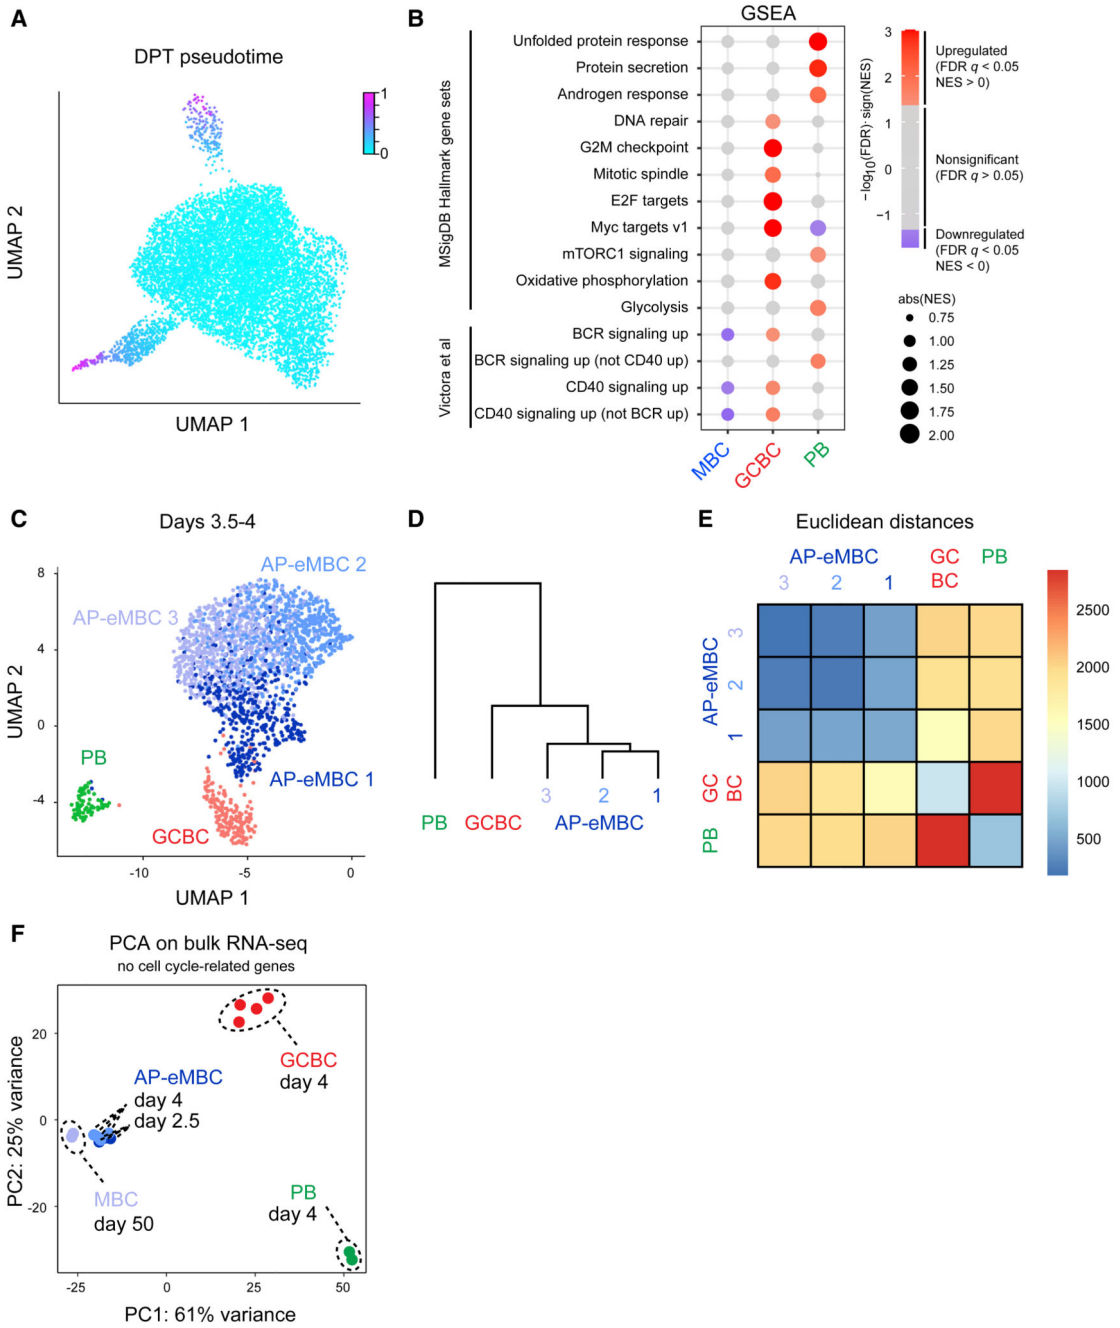 A
DPT pseudotime
1
0
UMAP 2
UMAP 1
B
GSEA
MSigDB Hallmark gene sets
Unfolded protein response
Protein secretion
Androgen response
DNA repair
G2M checkpoint
Mitotic spindle
E2F targets
Myc targets v1
mTORC1 signaling
Oxidative phosphorylation
Glycolysis
Victora et al
BCR signaling up
BCR signaling up (not CD40 up)
CD40 signaling up
CD40 signaling up (not BCR up)
MBC
GCBC
PB
−log10(FDR)· sign(NES)
3
2
1
0
−1
Upregulated
(FDR q < 0.05
NES > 0)
Nonsignificant
(FDR q > 0.05)
Downregulated
(FDR q < 0.05
NES < 0)
abs(NES)
0.75
1.00
1.25
1.50
1.75
2.00
C
Days 3.5-4
AP-eMBC 2
AP-eMBC 3
AP-eMBC 1
PB
GCBC
8
4
0
-4
UMAP 2
-10
-5
0
UMAP 1
D
3
2
1
PB
GCBC
AP-eMBC
E
Euclidean distances
AP-eMBC
GC
BC
PB
3
2
1
AP-eMBC
3
2
1
GC
BC
PB
2500
2000
1500
1000
500
F
PCA on bulk RNA-seq
no cell cycle-related genes
20
0
-20
PC2: 25% variance
GCBC
day 4
AP-eMBC
day 4
day 2.5
MBC
day 50
PB
day 4
-25
0
25
50
PC1: 61% variance